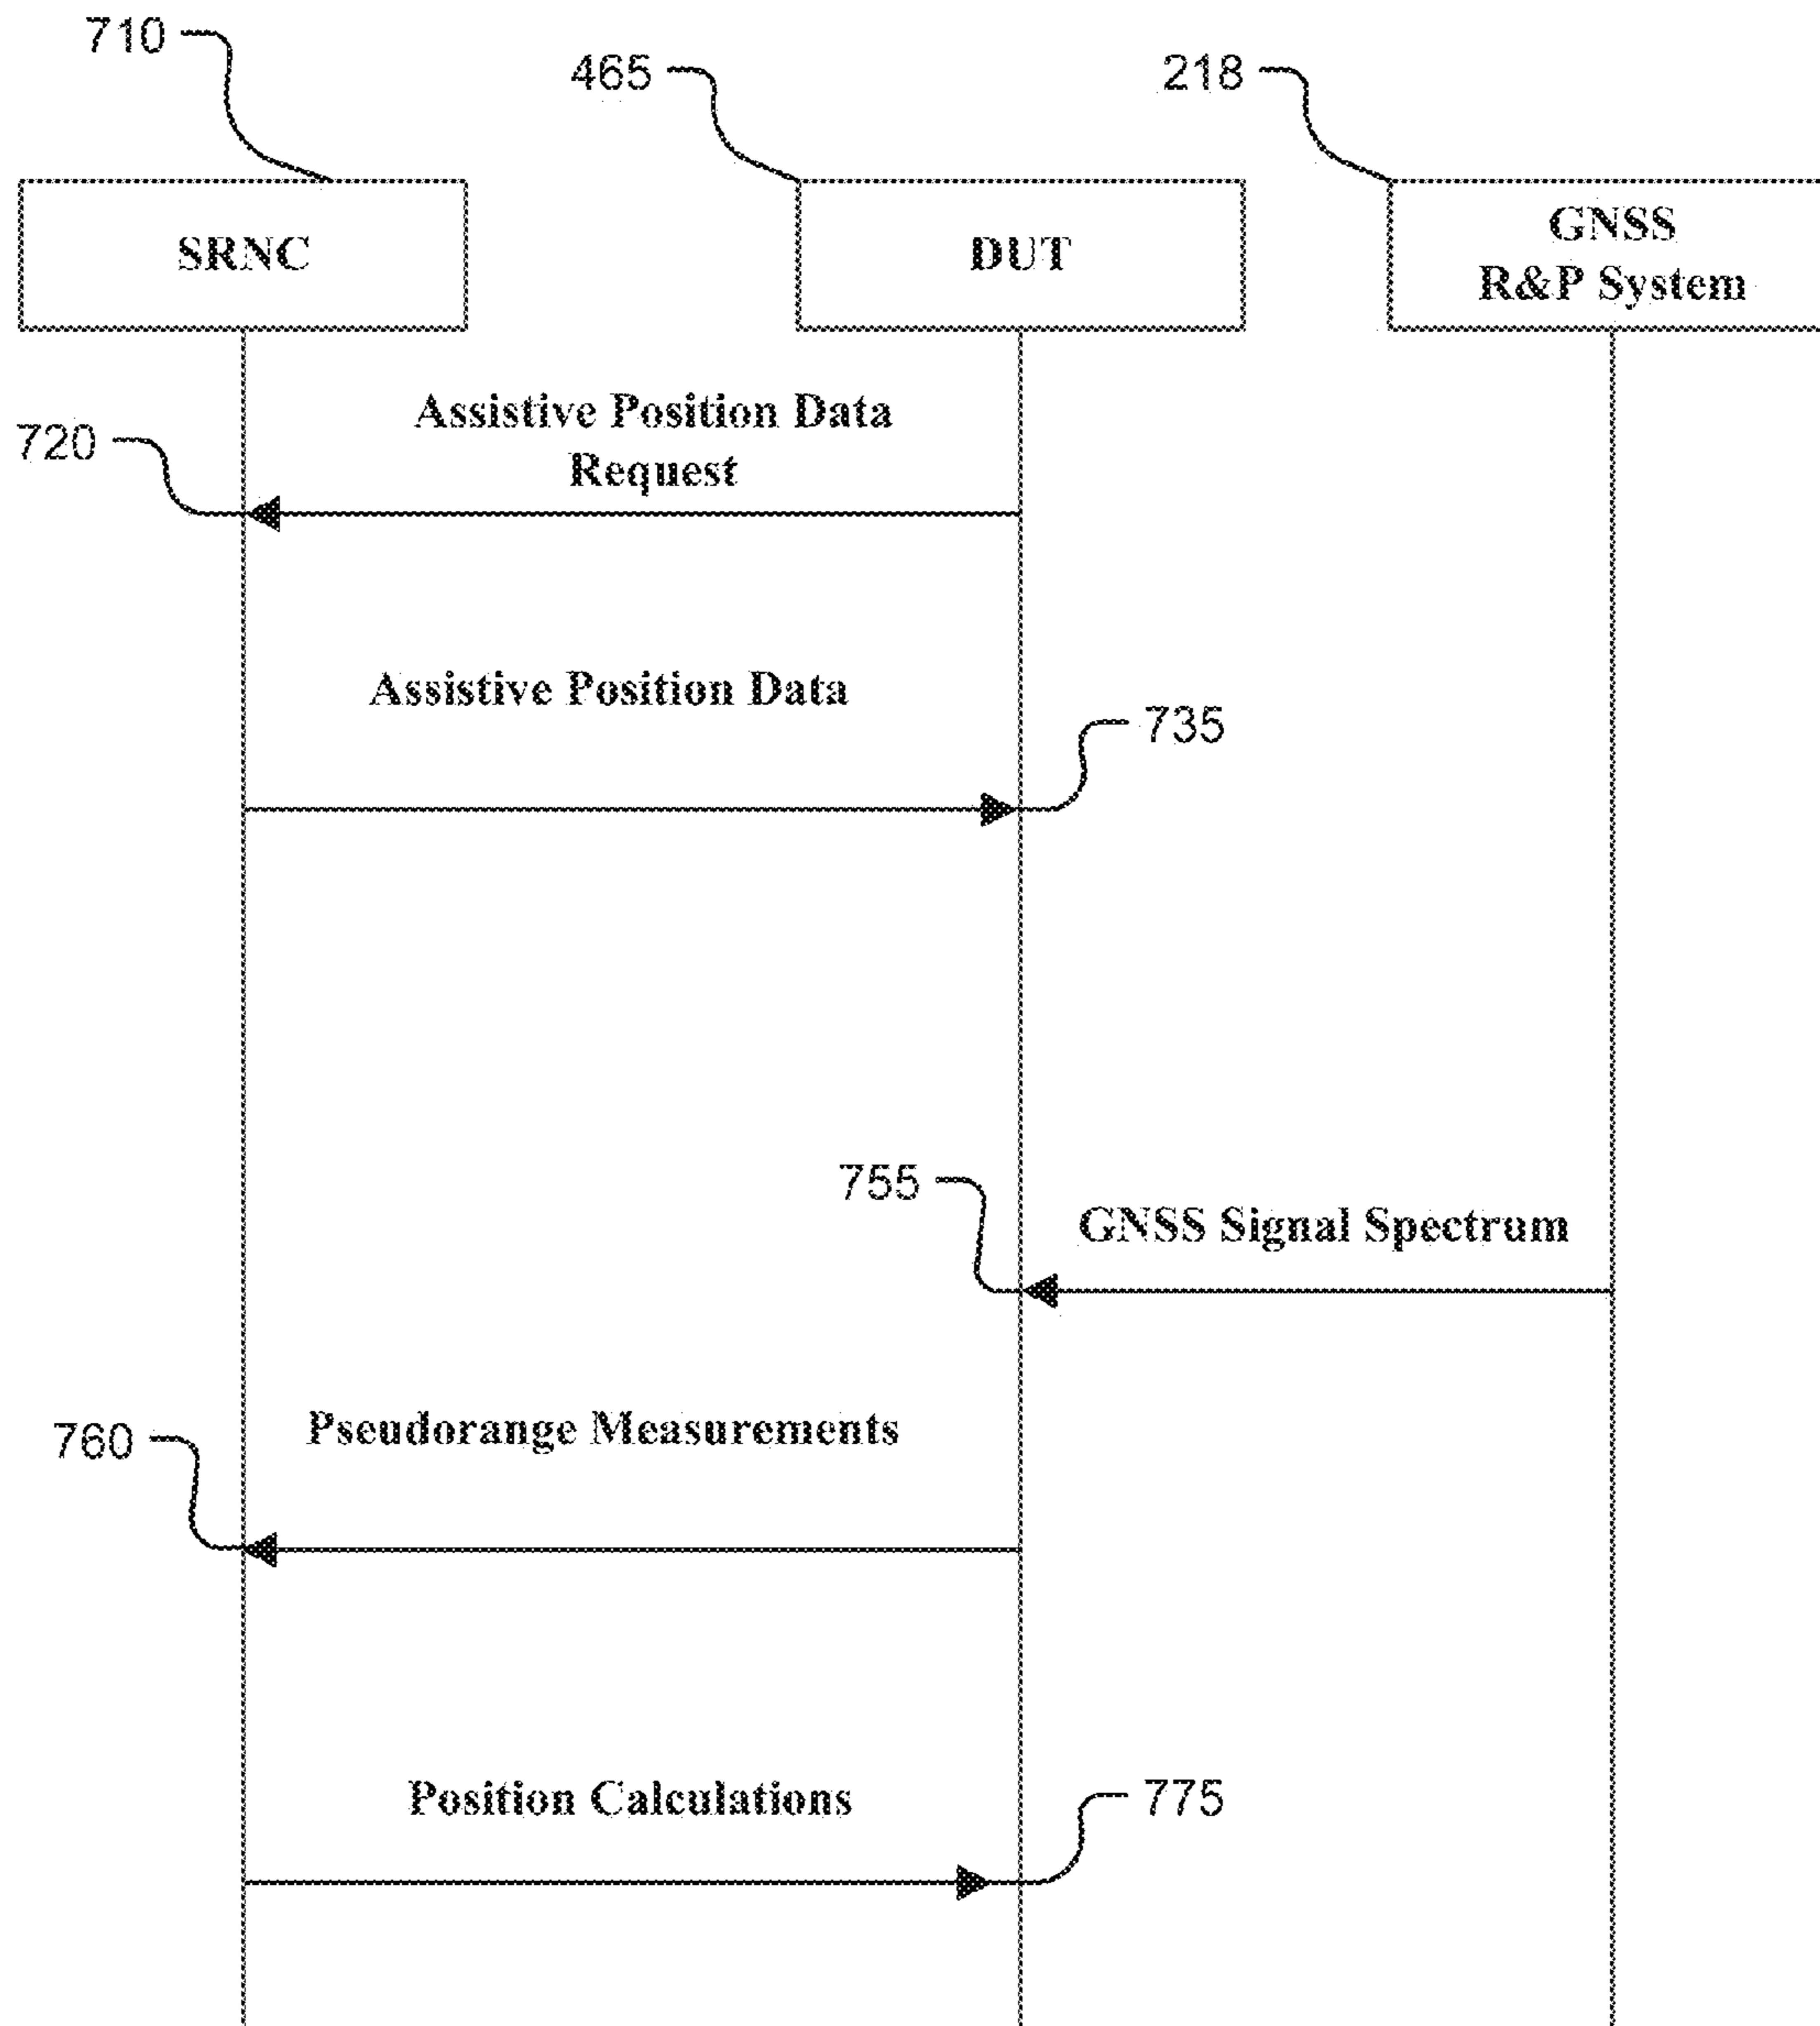 710
465
218
SRNC
DUT
GNSS
R&P System
Assistive Position Data
Request
720
Assistive Position Data
735
755
GNSS Signal Spectrum
Pseudorange Measurements
760
Position Calculations
775